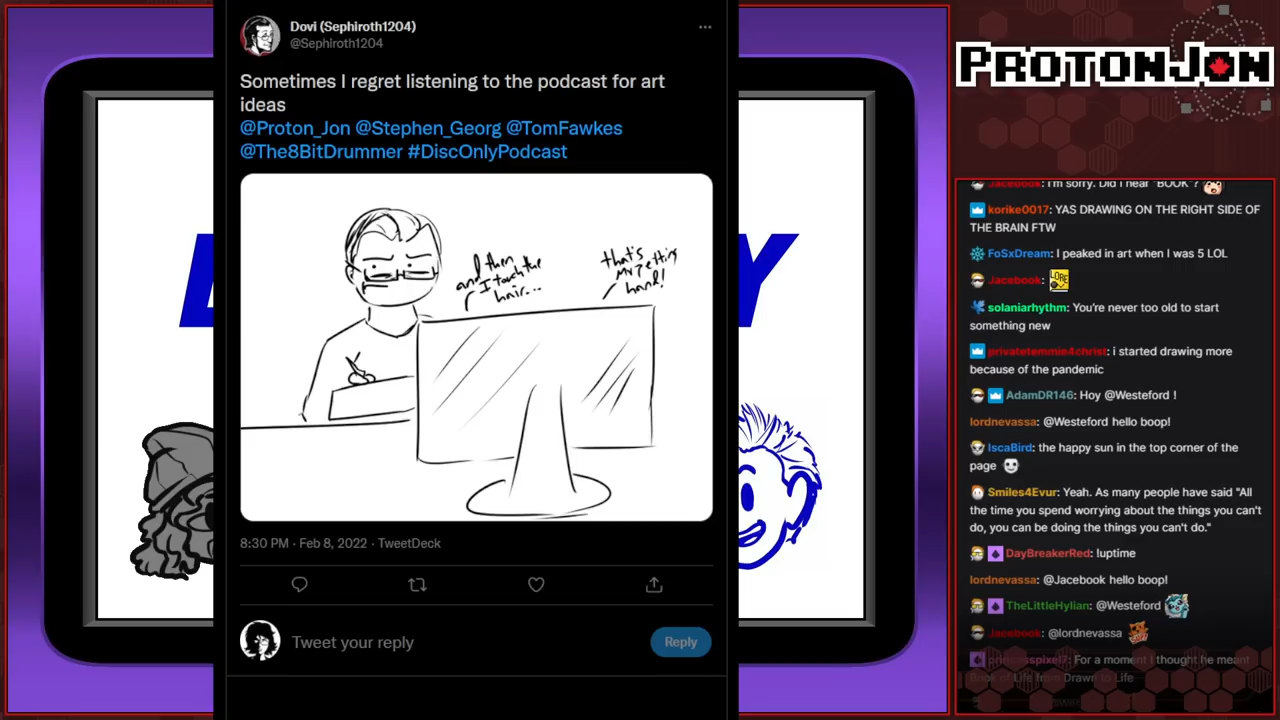 Dovi (Sephiroth1204)
@Sephiroth1204
Sometimes I regret listening to the podcast for art
ideas
@Proton_Jon @Stephen_Georg @TomFawkes
@The8BitDrummer #DiscOnlyPodcast
then
and I touch the
hair...
that's
my petting
hand!
8:30 PM · Feb 8, 2022 · TweetDeck
Tweet your reply
Reply
Y
PROTONJON
Jacebook: I'm sorry. Did I hear "BOOK"?
korike0017: YAS DRAWING ON THE RIGHT SIDE OF
THE BRAIN FTW
FoSxDream: I peaked in art when I was 5 LOL
Jacebook: LORE
solaniarhythm: You're never too old to start
something new
privatetemmie4christ: i started drawing more
because of the pandemic
AdamDR146: Hoy @Westeford !
lordnevassa: @Westeford hello boop!
IscaBird: the happy sun in the top corner of the
page
Smiles4Evur: Yeah. As many people have said "All
the time you spend worrying about the things you can't
do, you can be doing the things you can't do."
DayBreakerRed: !uptime
lordnevassa: @Jacebook hello boop!
TheLittleHylian: @Westeford
Jacebook: @lordnevassa
For a moment I thought he meant
Book of Life from Drawn to Life